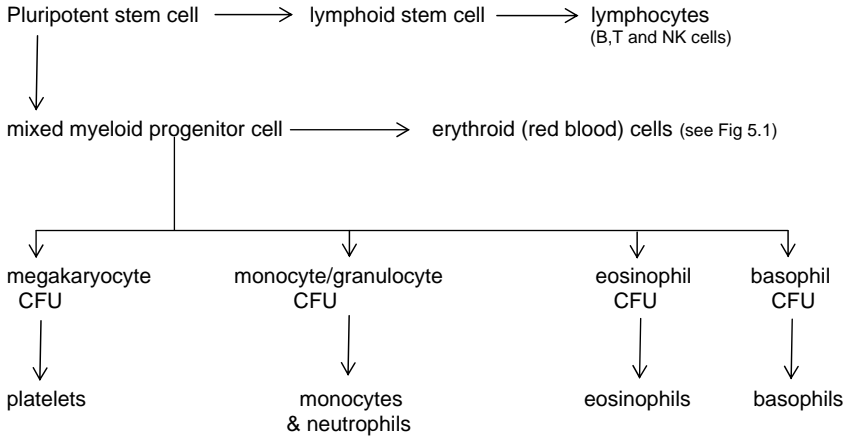 Pluripotent stem cell lymphoid stem cell lymphocytes
(B,T and NK cells)
mixed myeloid progenitor cell erythroid (red blood) cells (see Fig 5.1)
megakaryocyte monocyte/granulocyte eosinophil basophil
CFU CFU CFU CFU
platelets monocytes eosinophils basophils
& neutrophils